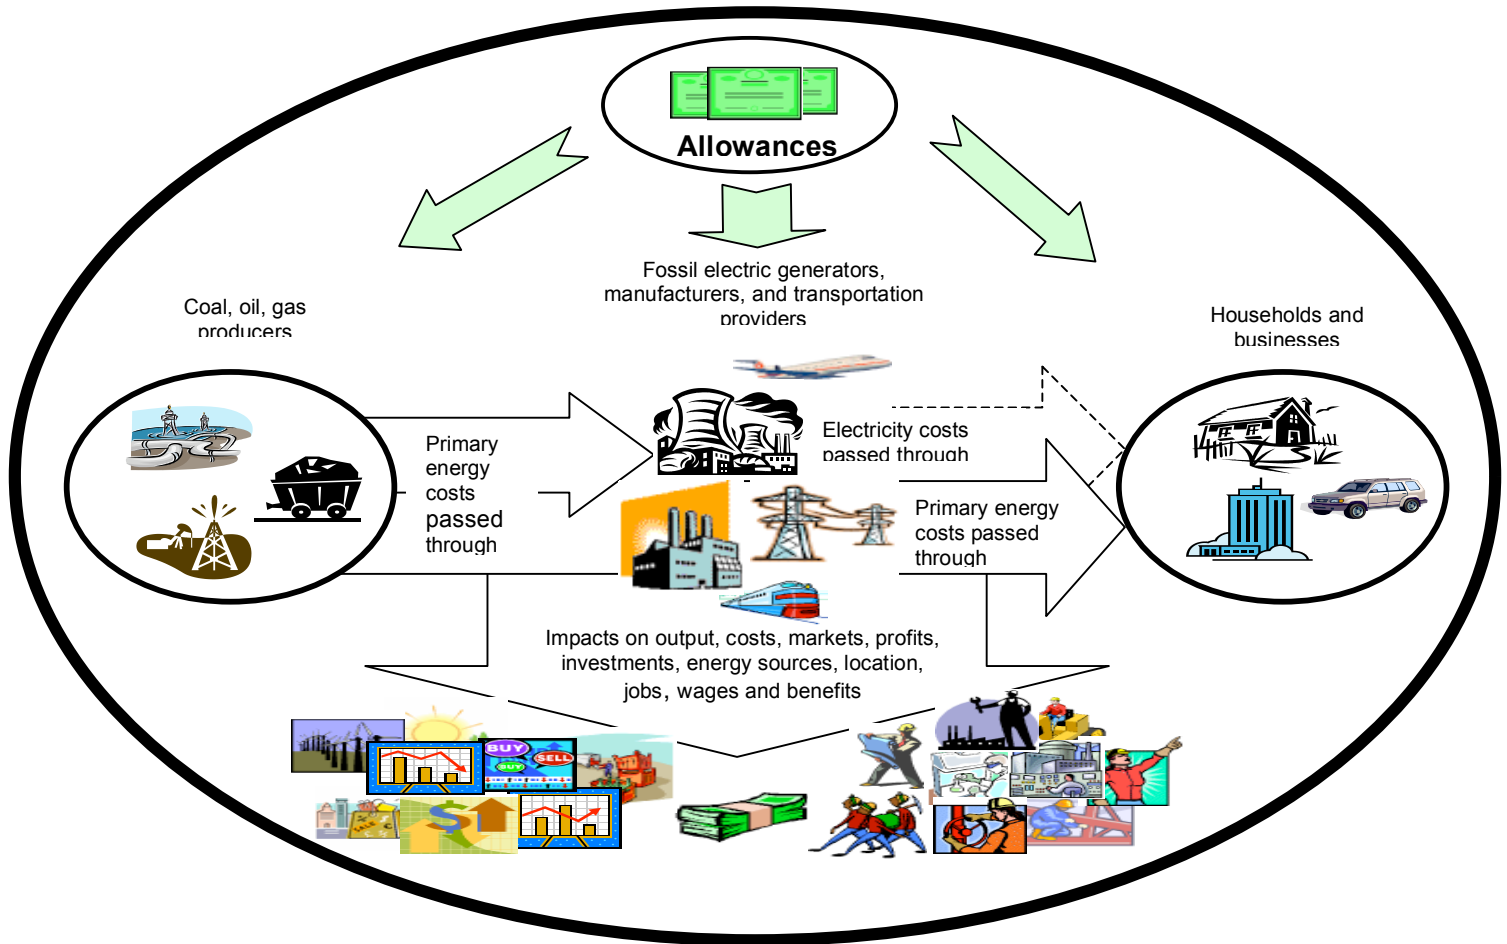 Allowances
Fossil electric generators,
manufacturers, and transportation
providers
Coal, oil, gas
producers
Households and
businesses
Primary
energy
costs
passed
through
Electricity costs
passed through
Primary energy
costs passed
through
Impacts on output, costs, markets, profits,
investments, energy sources, location,
jobs, wages and benefits
BUY
SELL
BUY
SALE